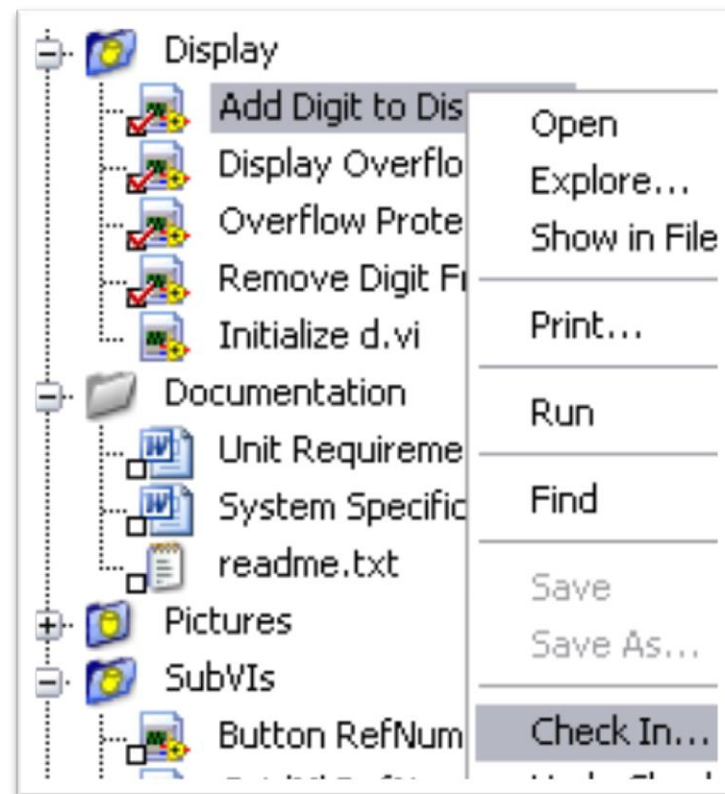 Display
Add Digit to Dis
Display Overflo
Overflow Prote
Remove Digit Fr
Initialize d.vi
Documentation
Unit Requireme
System Specific
readme.txt
Pictures
SubVIs
Button RefNum
Open
Explore...
Show in File
Print...
Run
Find
Save
Save As...
Check In...